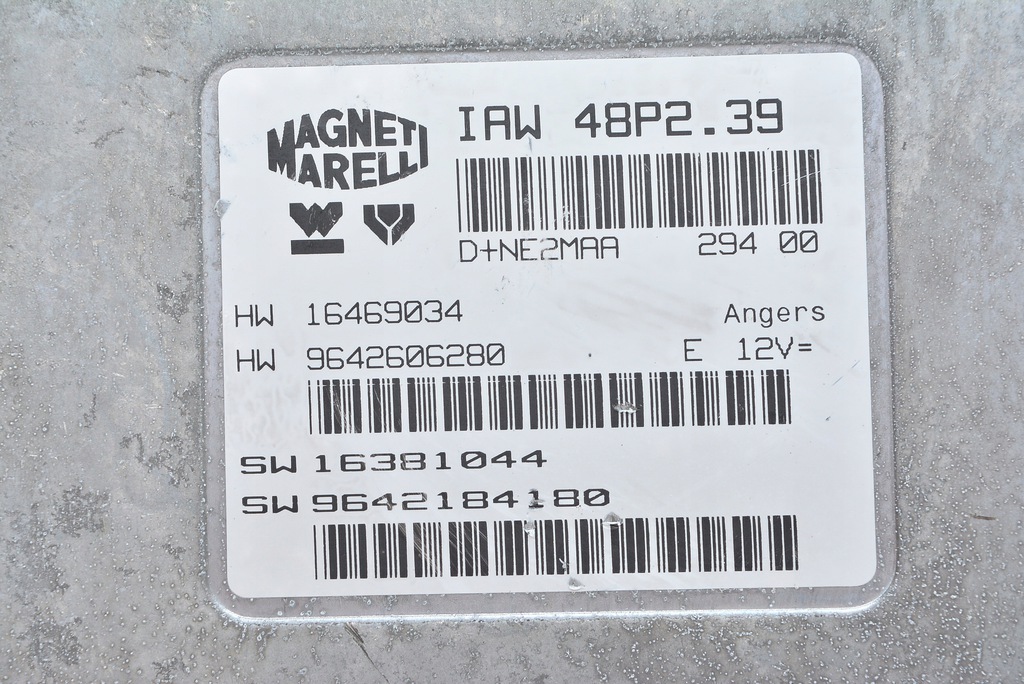 MAGNETI
MARELLI
IAW 48P2.39
D+NE2MAA 294 00
HW 16469034 Angers
HW 9642606280 E 12V=
SW 16381044
SW 9642184180